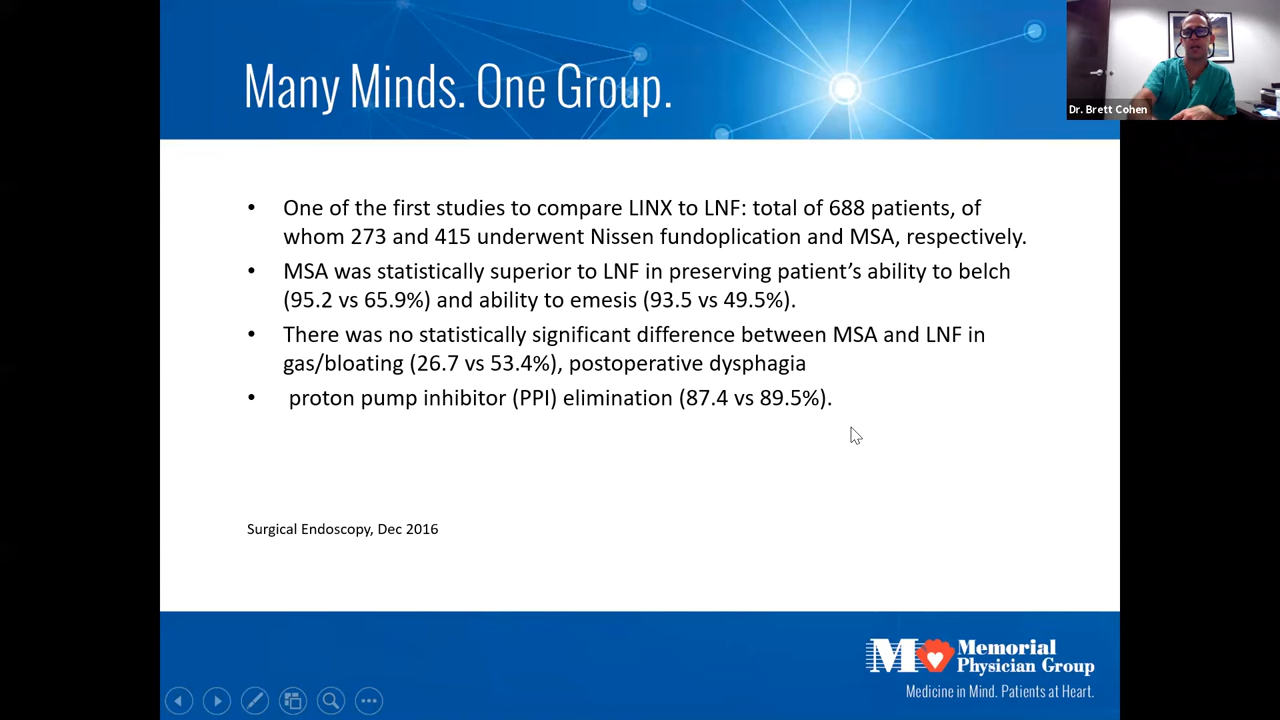 Many Minds. One Group.
Dr. Brett Cohen
• One of the first studies to compare LINX to LNF: total of 688 patients, of
whom 273 and 415 underwent Nissen fundoplication and MSA, respectively.
• MSA was statistically superior to LNF in preserving patient’s ability to belch
(95.2 vs 65.9%) and ability to emesis (93.5 vs 49.5%).
• There was no statistically significant difference between MSA and LNF in
gas/bloating (26.7 vs 53.4%), postoperative dysphagia
• proton pump inhibitor (PPI) elimination (87.4 vs 89.5%).
Surgical Endoscopy, Dec 2016
M Memorial
Physician Group
Medicine in Mind. Patients at Heart.